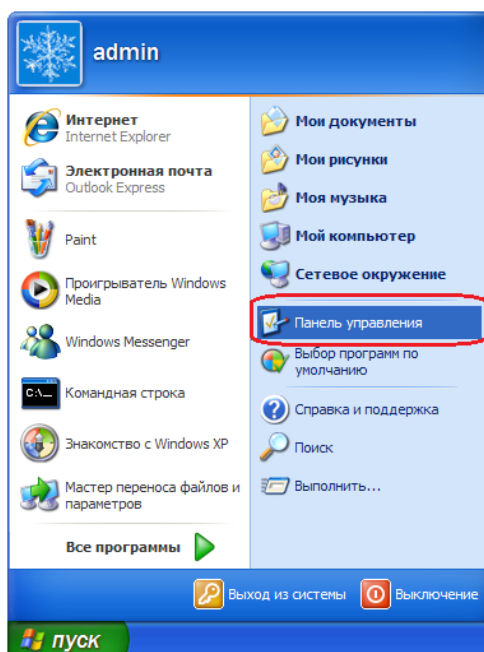 admin
Интернет
Internet Explorer
Электронная почта
Outlook Express
Paint
Проигрыватель Windows
Media
Windows Messenger
C:\_
Командная строка
Знакомство с Windows XP
Мастер переноса файлов и
параметров
Все программы
Мои документы
Мои рисунки
Моя музыка
Мой компьютер
Сетевое окружение
Панель управления
Выбор программ по
умолчанию
Справка и поддержка
Поиск
Выполнить...
Выход из системы
Выключение
пуск